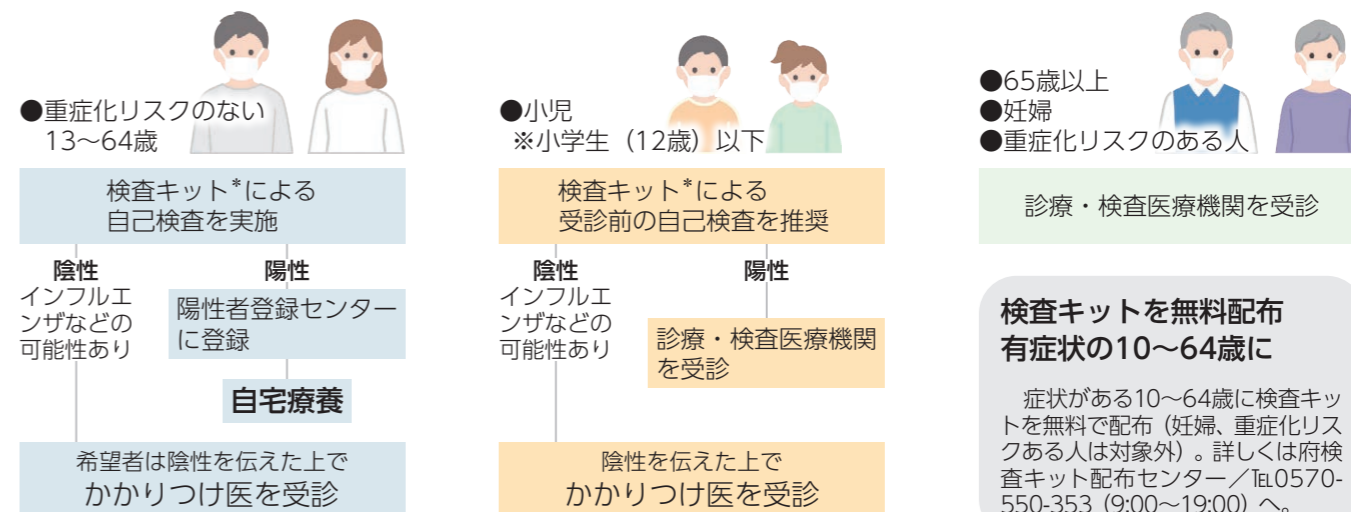 ●重症化リスクのない
13～64歳
検査キット*による
自己検査を実施
陰性
インフルエ
ンザなどの
可能性あり
陽性
陽性者登録センター
に登録
自宅療養
希望者は陰性を伝えた上で
かかりつけ医を受診
●小児
※小学生（12歳）以下
検査キット*による
受診前の自己検査を推奨
陰性
インフルエ
ンザなどの
可能性あり
陽性
診療・検査医療機関
を受診
陰性を伝えた上で
かかりつけ医を受診
●65歳以上
●妊婦
●重症化リスクのある人
診療・検査医療機関を受診
検査キットを無料配布
有症状の10～64歳に
症状がある10～64歳に検査キッ
トを無料で配布（妊婦、重症化リス
クある人は対象外）。詳しくは府検
査キット配布センター／℡0570-
550-353（9:00～19:00）へ。